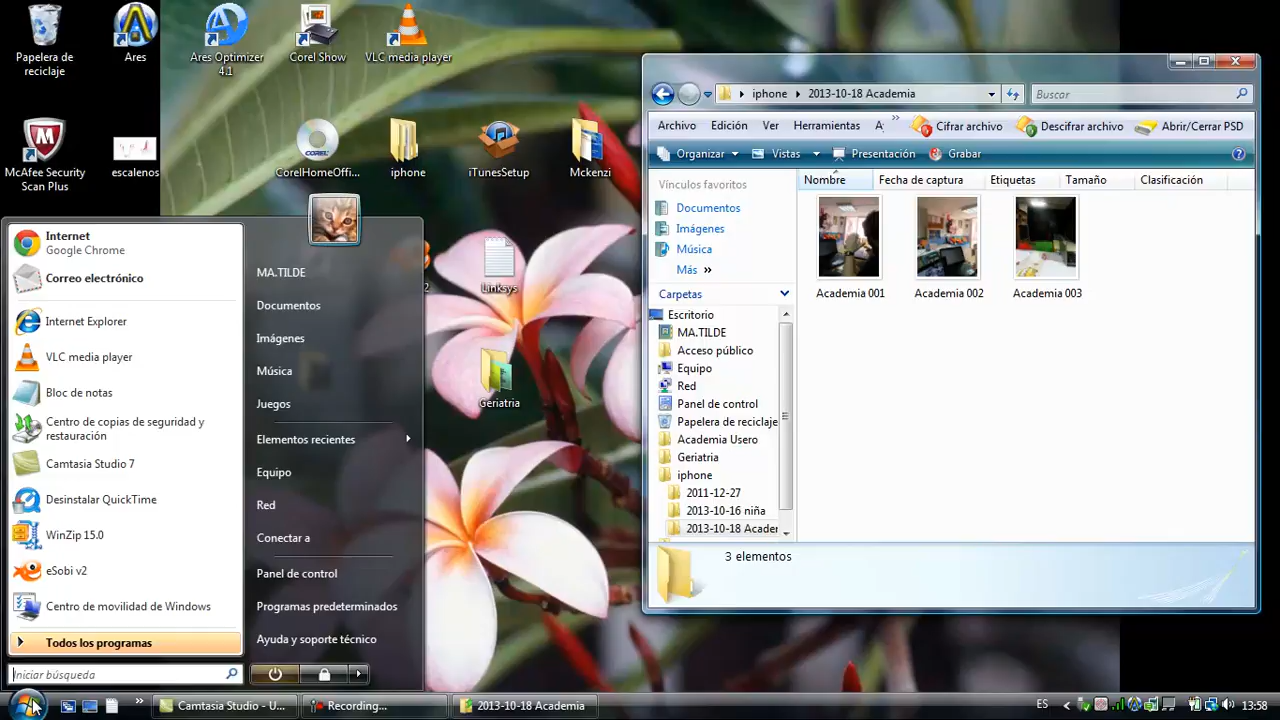 Papelera de
reciclaje
Ares
Ares Optimizer
4.1
Corel Show
VLC media player
McAfee Security
Scan Plus
escalenos
COREL
CorelHomeOffi...
iphone
iTunesSetup
Mckenzi
Linksys
Geriatria
2
Internet
Google Chrome
Correo electrónico
Internet Explorer
VLC media player
Bloc de notas
Centro de copias de seguridad y
restauración
Camtasia Studio 7
Desinstalar QuickTime
WinZip 15.0
eSobi v2
Centro de movilidad de Windows
Todos los programas
Iniciar búsqueda
MA.TILDE
Documentos
Imágenes
Música
Juegos
Elementos recientes
Equipo
Red
Conectar a
Panel de control
Programas predeterminados
Ayuda y soporte técnico
iphone
2013-10-18 Academia
Buscar
Archivo Edición Ver Herramientas A; » Cifrar archivo Descifrar archivo Abrir/Cerrar PSD
Organizar Vistas Presentación Grabar
Vínculos favoritos
Documentos
Imágenes
Música
Más »
Carpetas
Escritorio
MA.TILDE
Acceso público
Equipo
Red
Panel de control
Papelera de reciclaje
Academia Usero
Geriatria
iphone
2011-12-27
2013-10-16 niña
2013-10-18 Acader
Nombre Fecha de captura Etiquetas Tamaño Clasificación
Academia 001 Academia 002 Academia 003
3 elementos
» Camtasia Studio - U... Recording... 2013-10-18 Academia ES 13:58